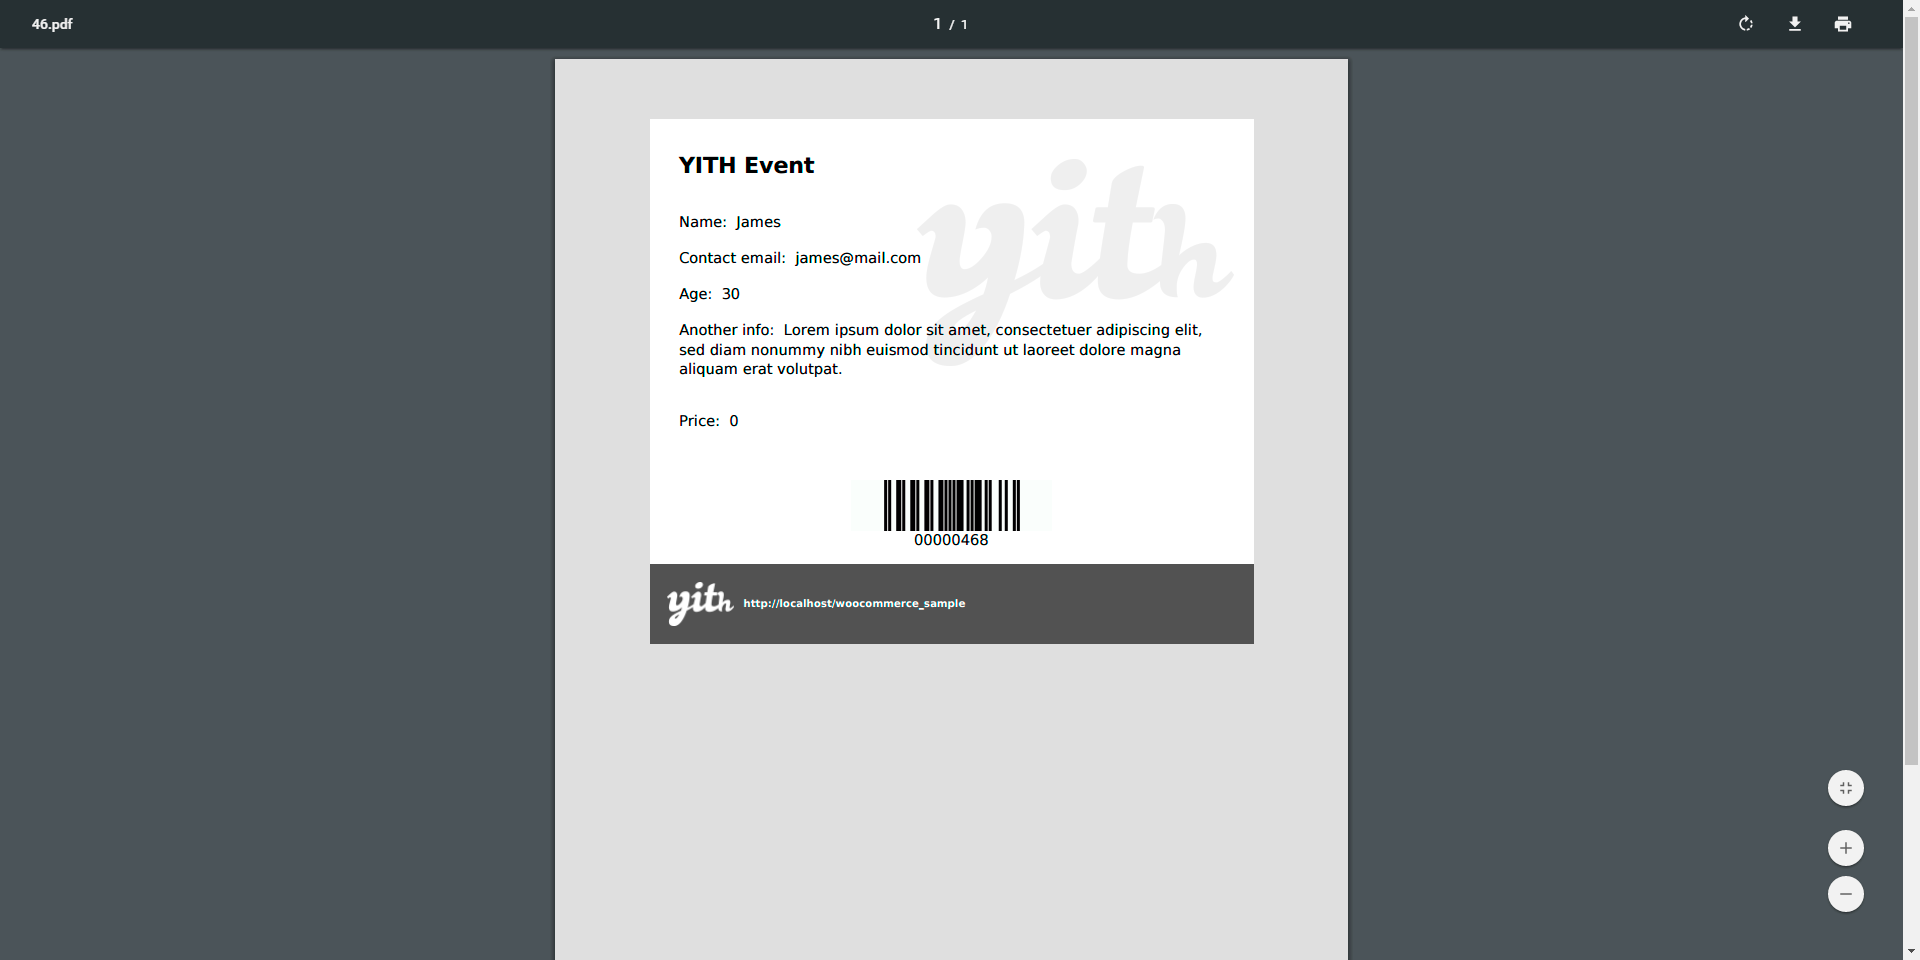 46.pdf
1 / 1
YITH Event
yith
Name: James
Contact email: james@mail.com
Age: 30
Another info: Lorem ipsum dolor sit amet, consectetuer adipiscing elit,
sed diam nonummy nibh euismod tincidunt ut laoreet dolore magna
aliquam erat volutpat.
Price: 0
00000468
yith http://localhost/woocommerce_sample